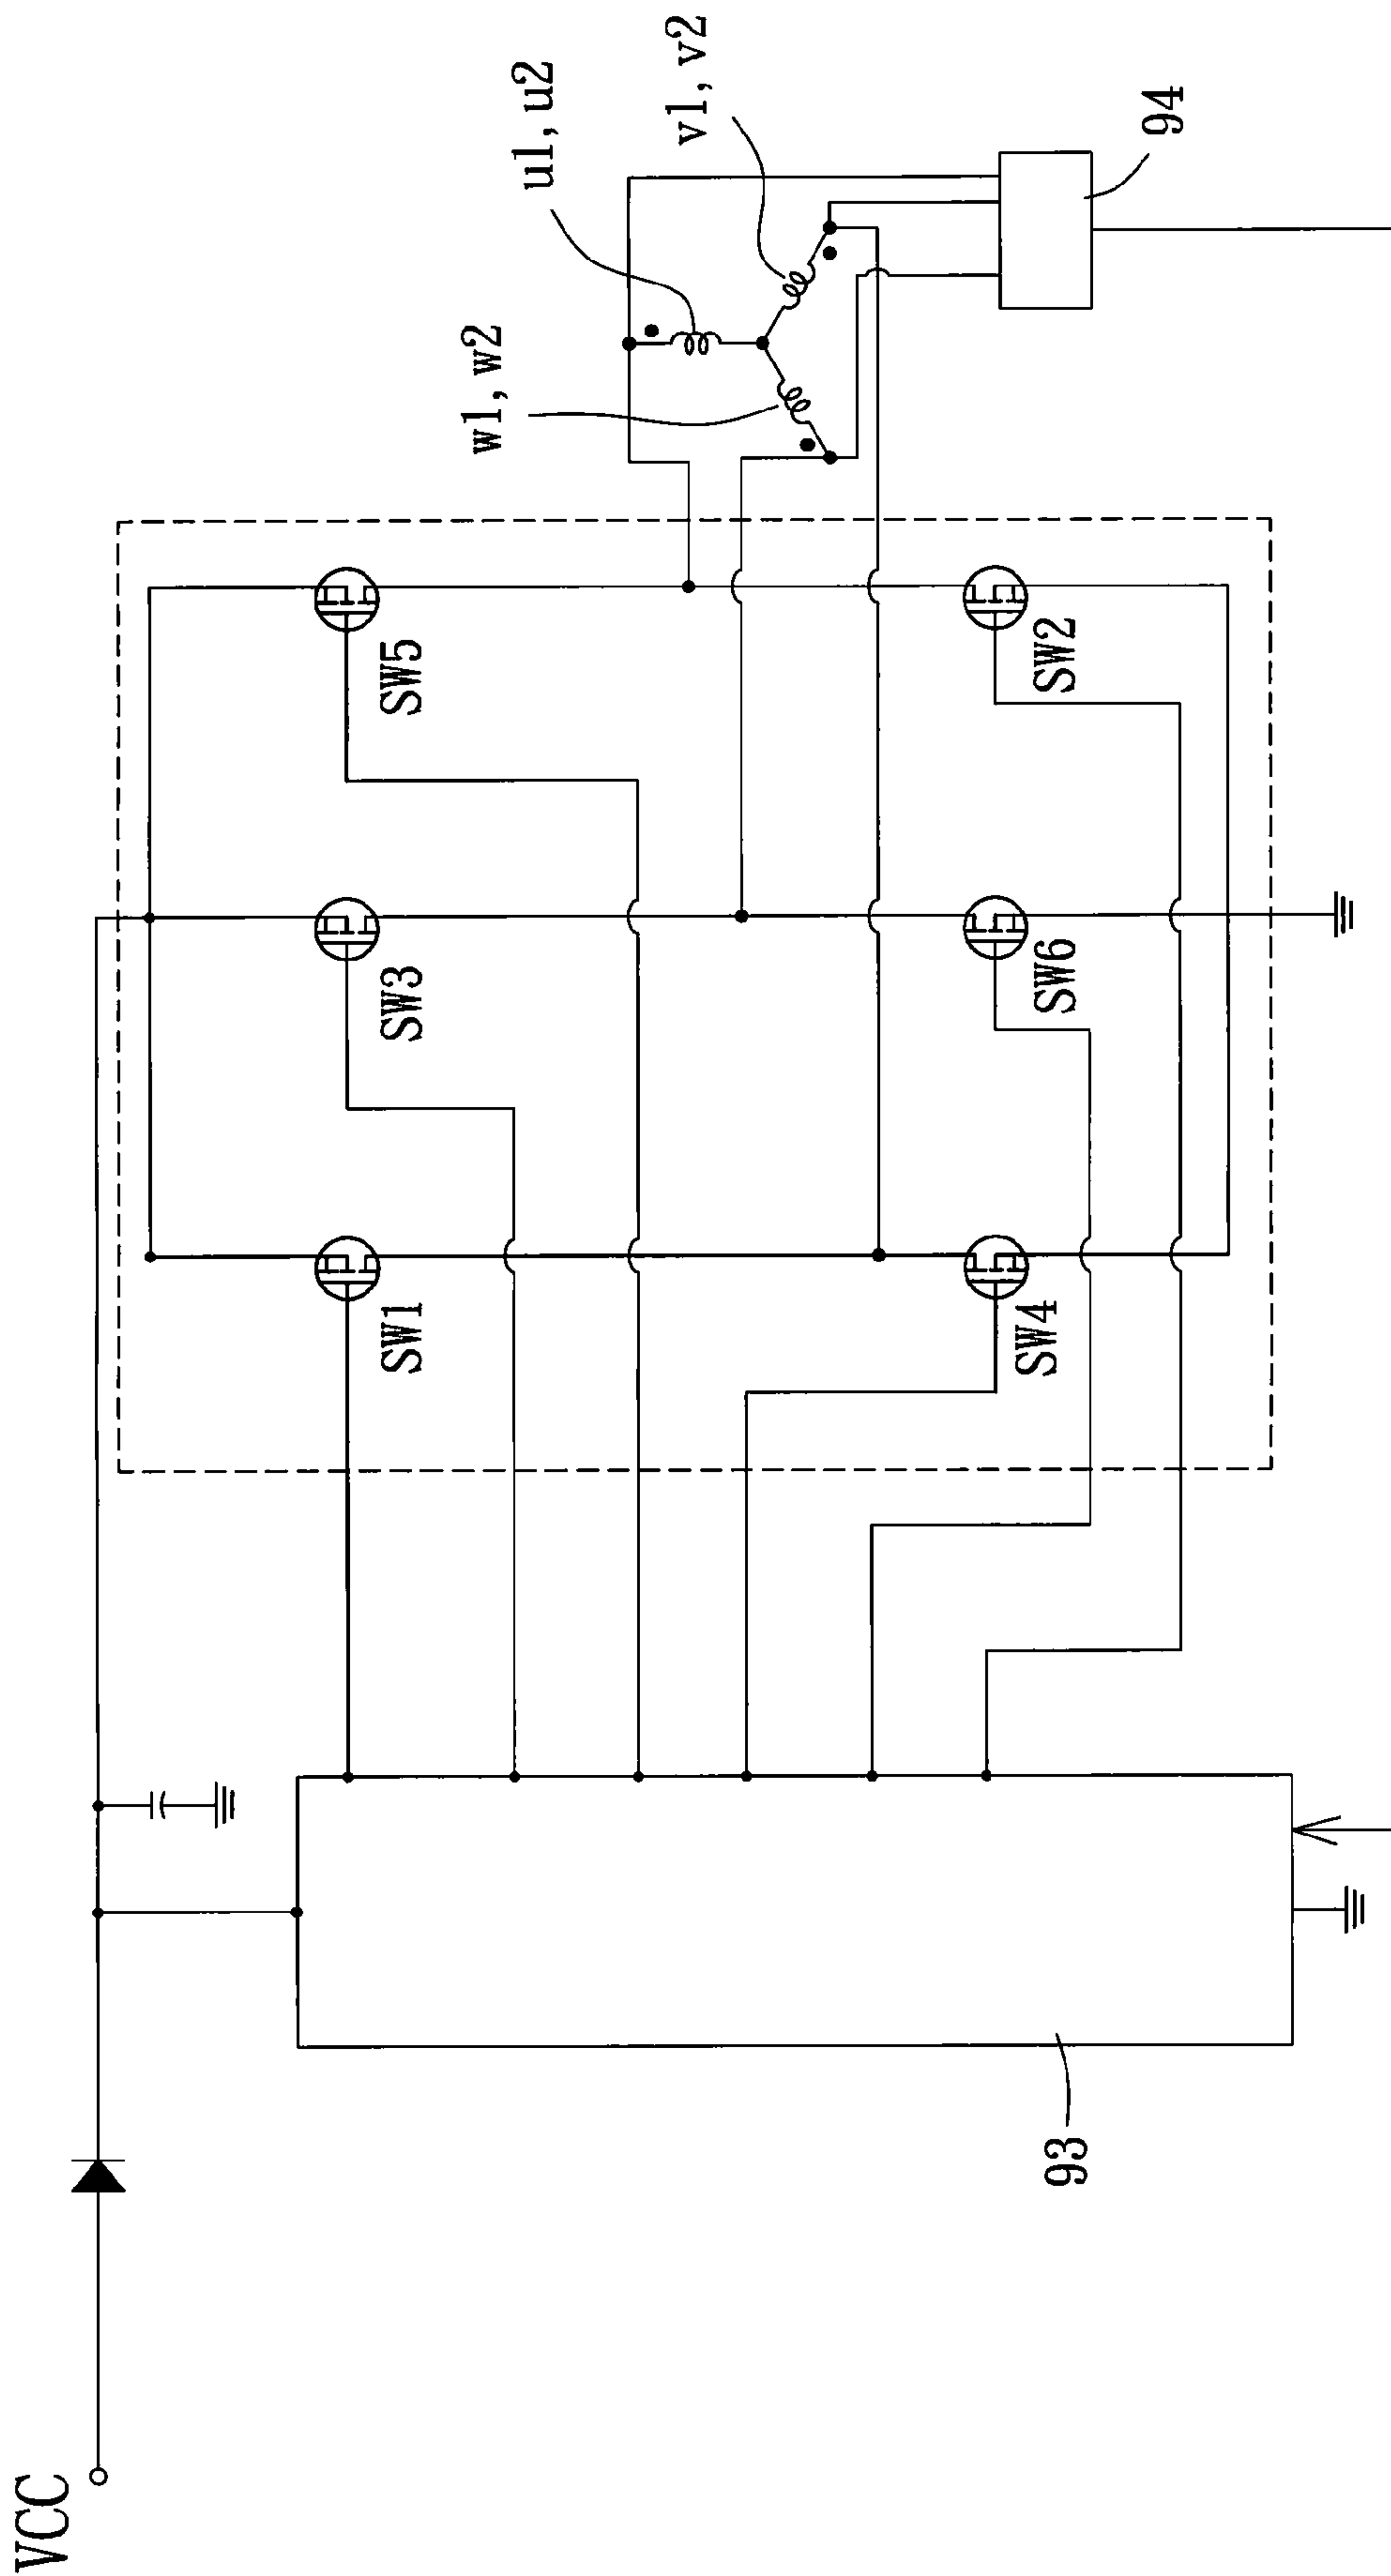 VCC
93
SW1
SW3
SW5
SW4
SW6
SW2
w1, w2
u1, u2
v1, v2
94